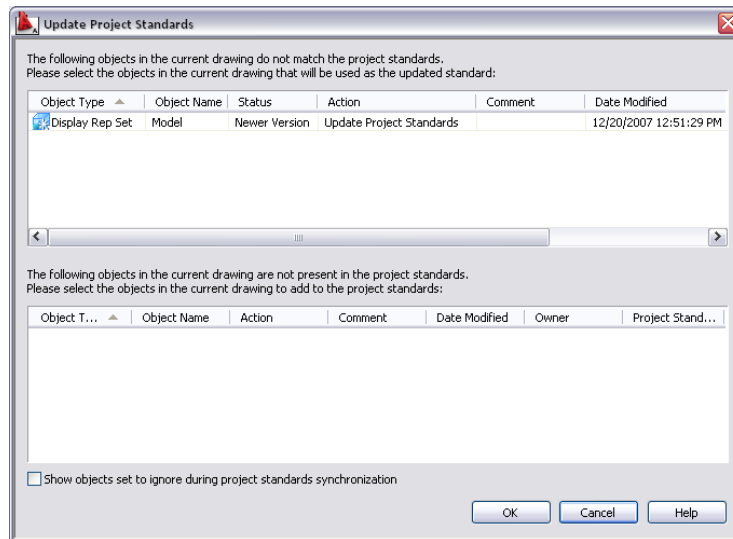 Update Project Standards
The following objects in the current drawing do not match the project standards.
Please select the objects in the current drawing that will be used as the updated standard:
Object Type Object Name Status Action Comment Date Modified
Display Rep Set Model Newer Version Update Project Standards 12/20/2007 12:51:29 PM
The following objects in the current drawing are not present in the project standards.
Please select the objects in the current drawing to add to the project standards:
Object T... Object Name Action Comment Date Modified Owner Project Stand...
Show objects set to ignore during project standards synchronization
OK Cancel Help